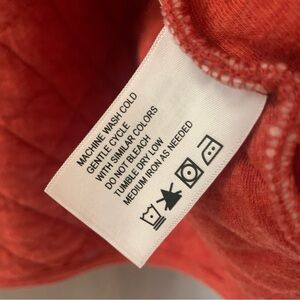 MACHINE WASH COLD
GENTLE CYCLE
WITH SIMILAR COLORS
DO NOT BLEACH
TUMBLE DRY LOW
MEDIUM IRON AS NEEDED